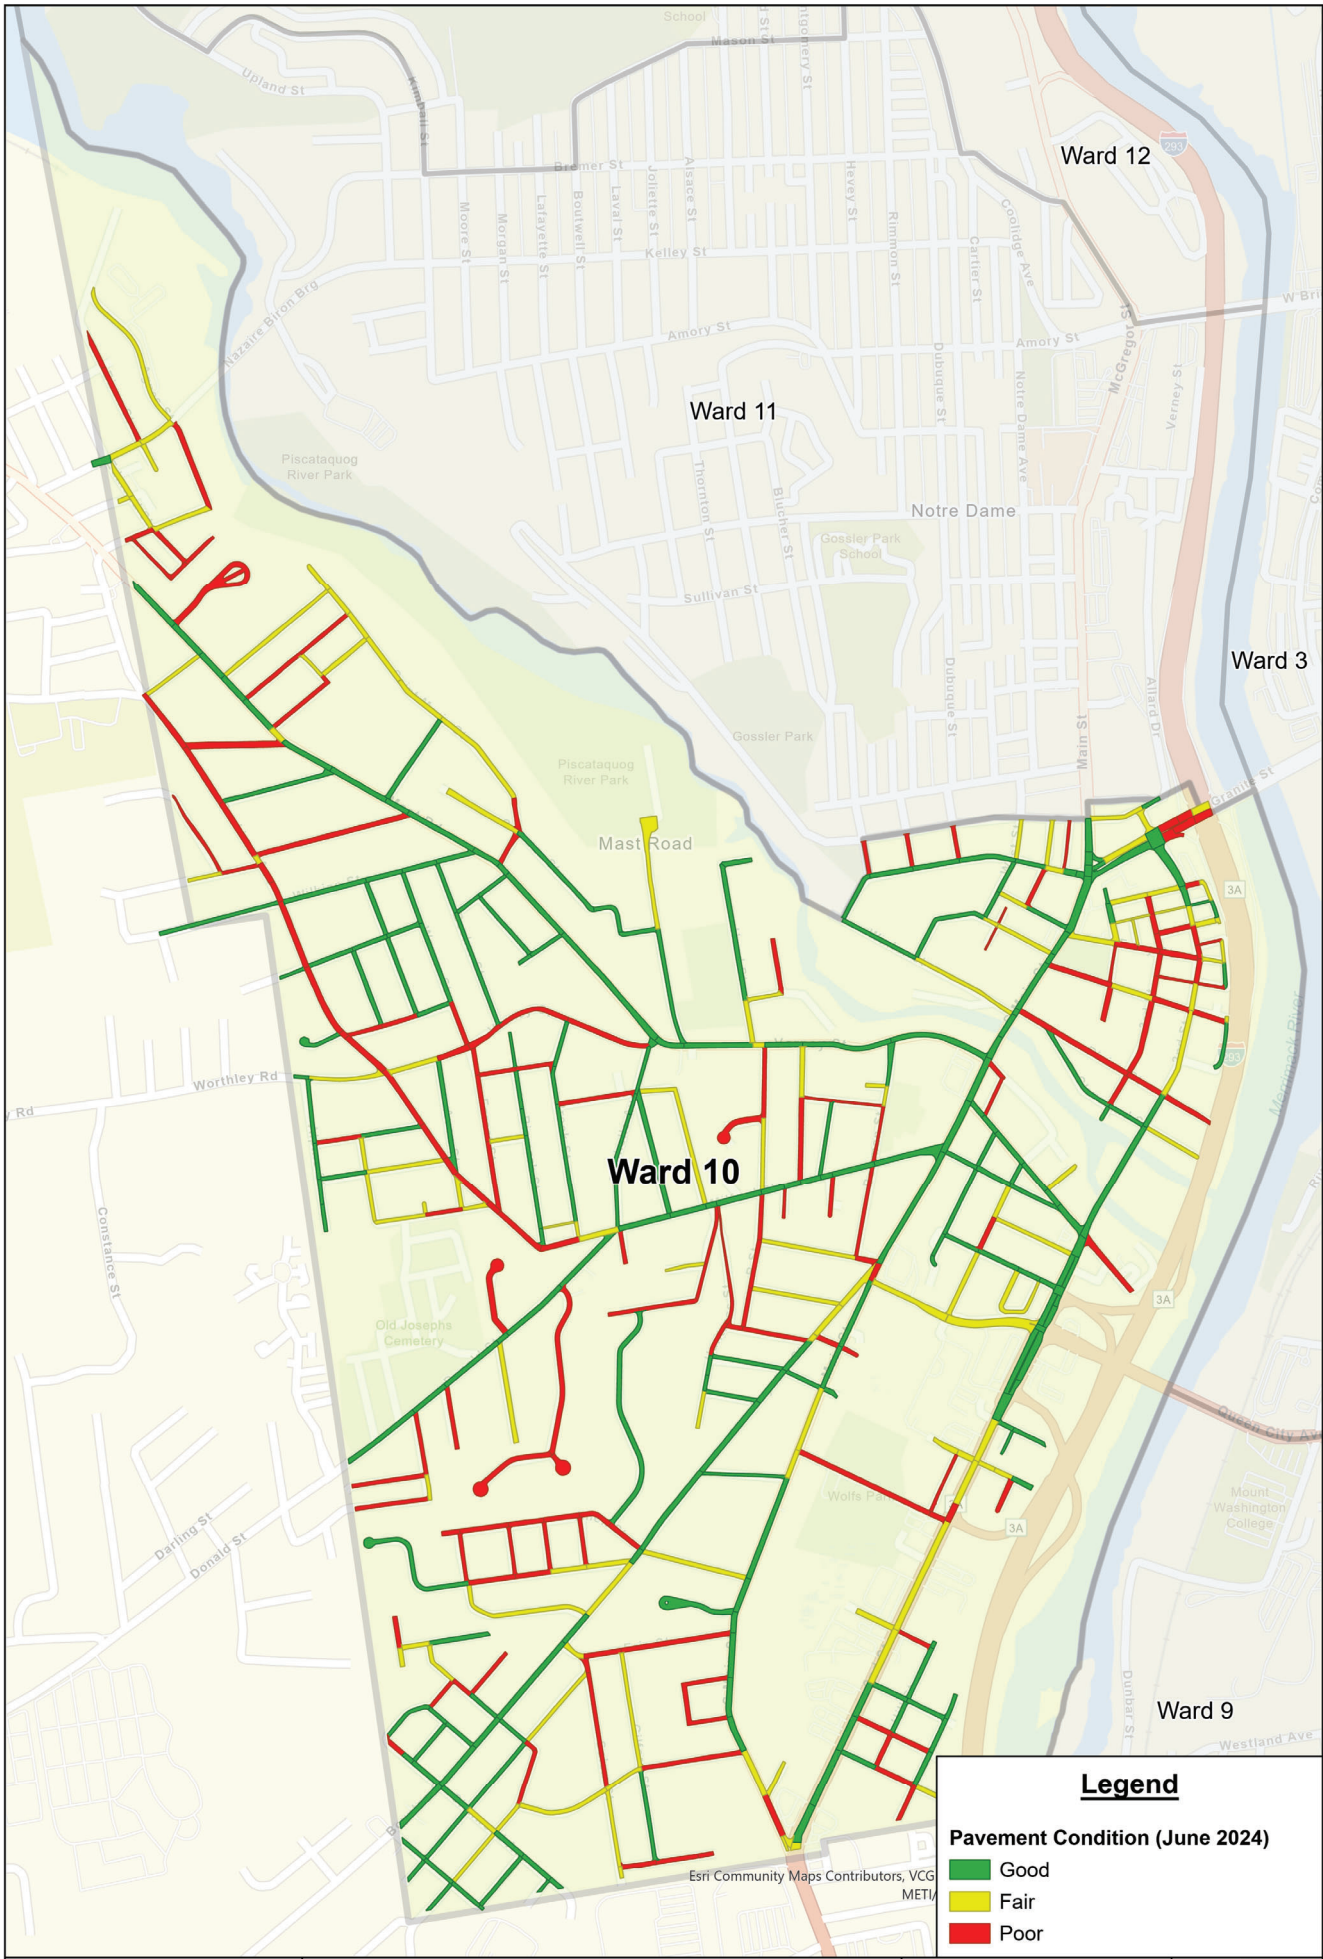 School
Mason St
Upland St
Kimball St
293
Ward 12
Bremer St
Moore St
Morgan St
Lafayette St
Boutwell St
Laval St
Joliette St
Alsace St
Hevey St
Rimmon St
Coolidge Ave
Cartier St
Kelley St
Nazaire Biron Brg
Amory St
Amory St
McGregor St
Dubuque St
Notre Dame Ave
Verney St
Ward 11
Piscataquog
River Park
Thornton St
Blucher St
Notre Dame
Gossler Park
School
Sullivan St
Dubuque St
Ward 3
Allard Dr
Main St
Gossler Park
Piscataquog
River Park
Granite St
Mast Road
3A
Merrimack River
293
Worthley Rd
Ward 10
Constance St
3A
Old Josephs
Cemetery
Queen City Av
Wolfs Par
Mount
Washington
College
3A
Darling St
Donald St
Dunbar St
Ward 9
Westland Ave
Legend
Pavement Condition (June 2024)
Good
Fair
Poor
Esri Community Maps Contributors, VCG
METI/